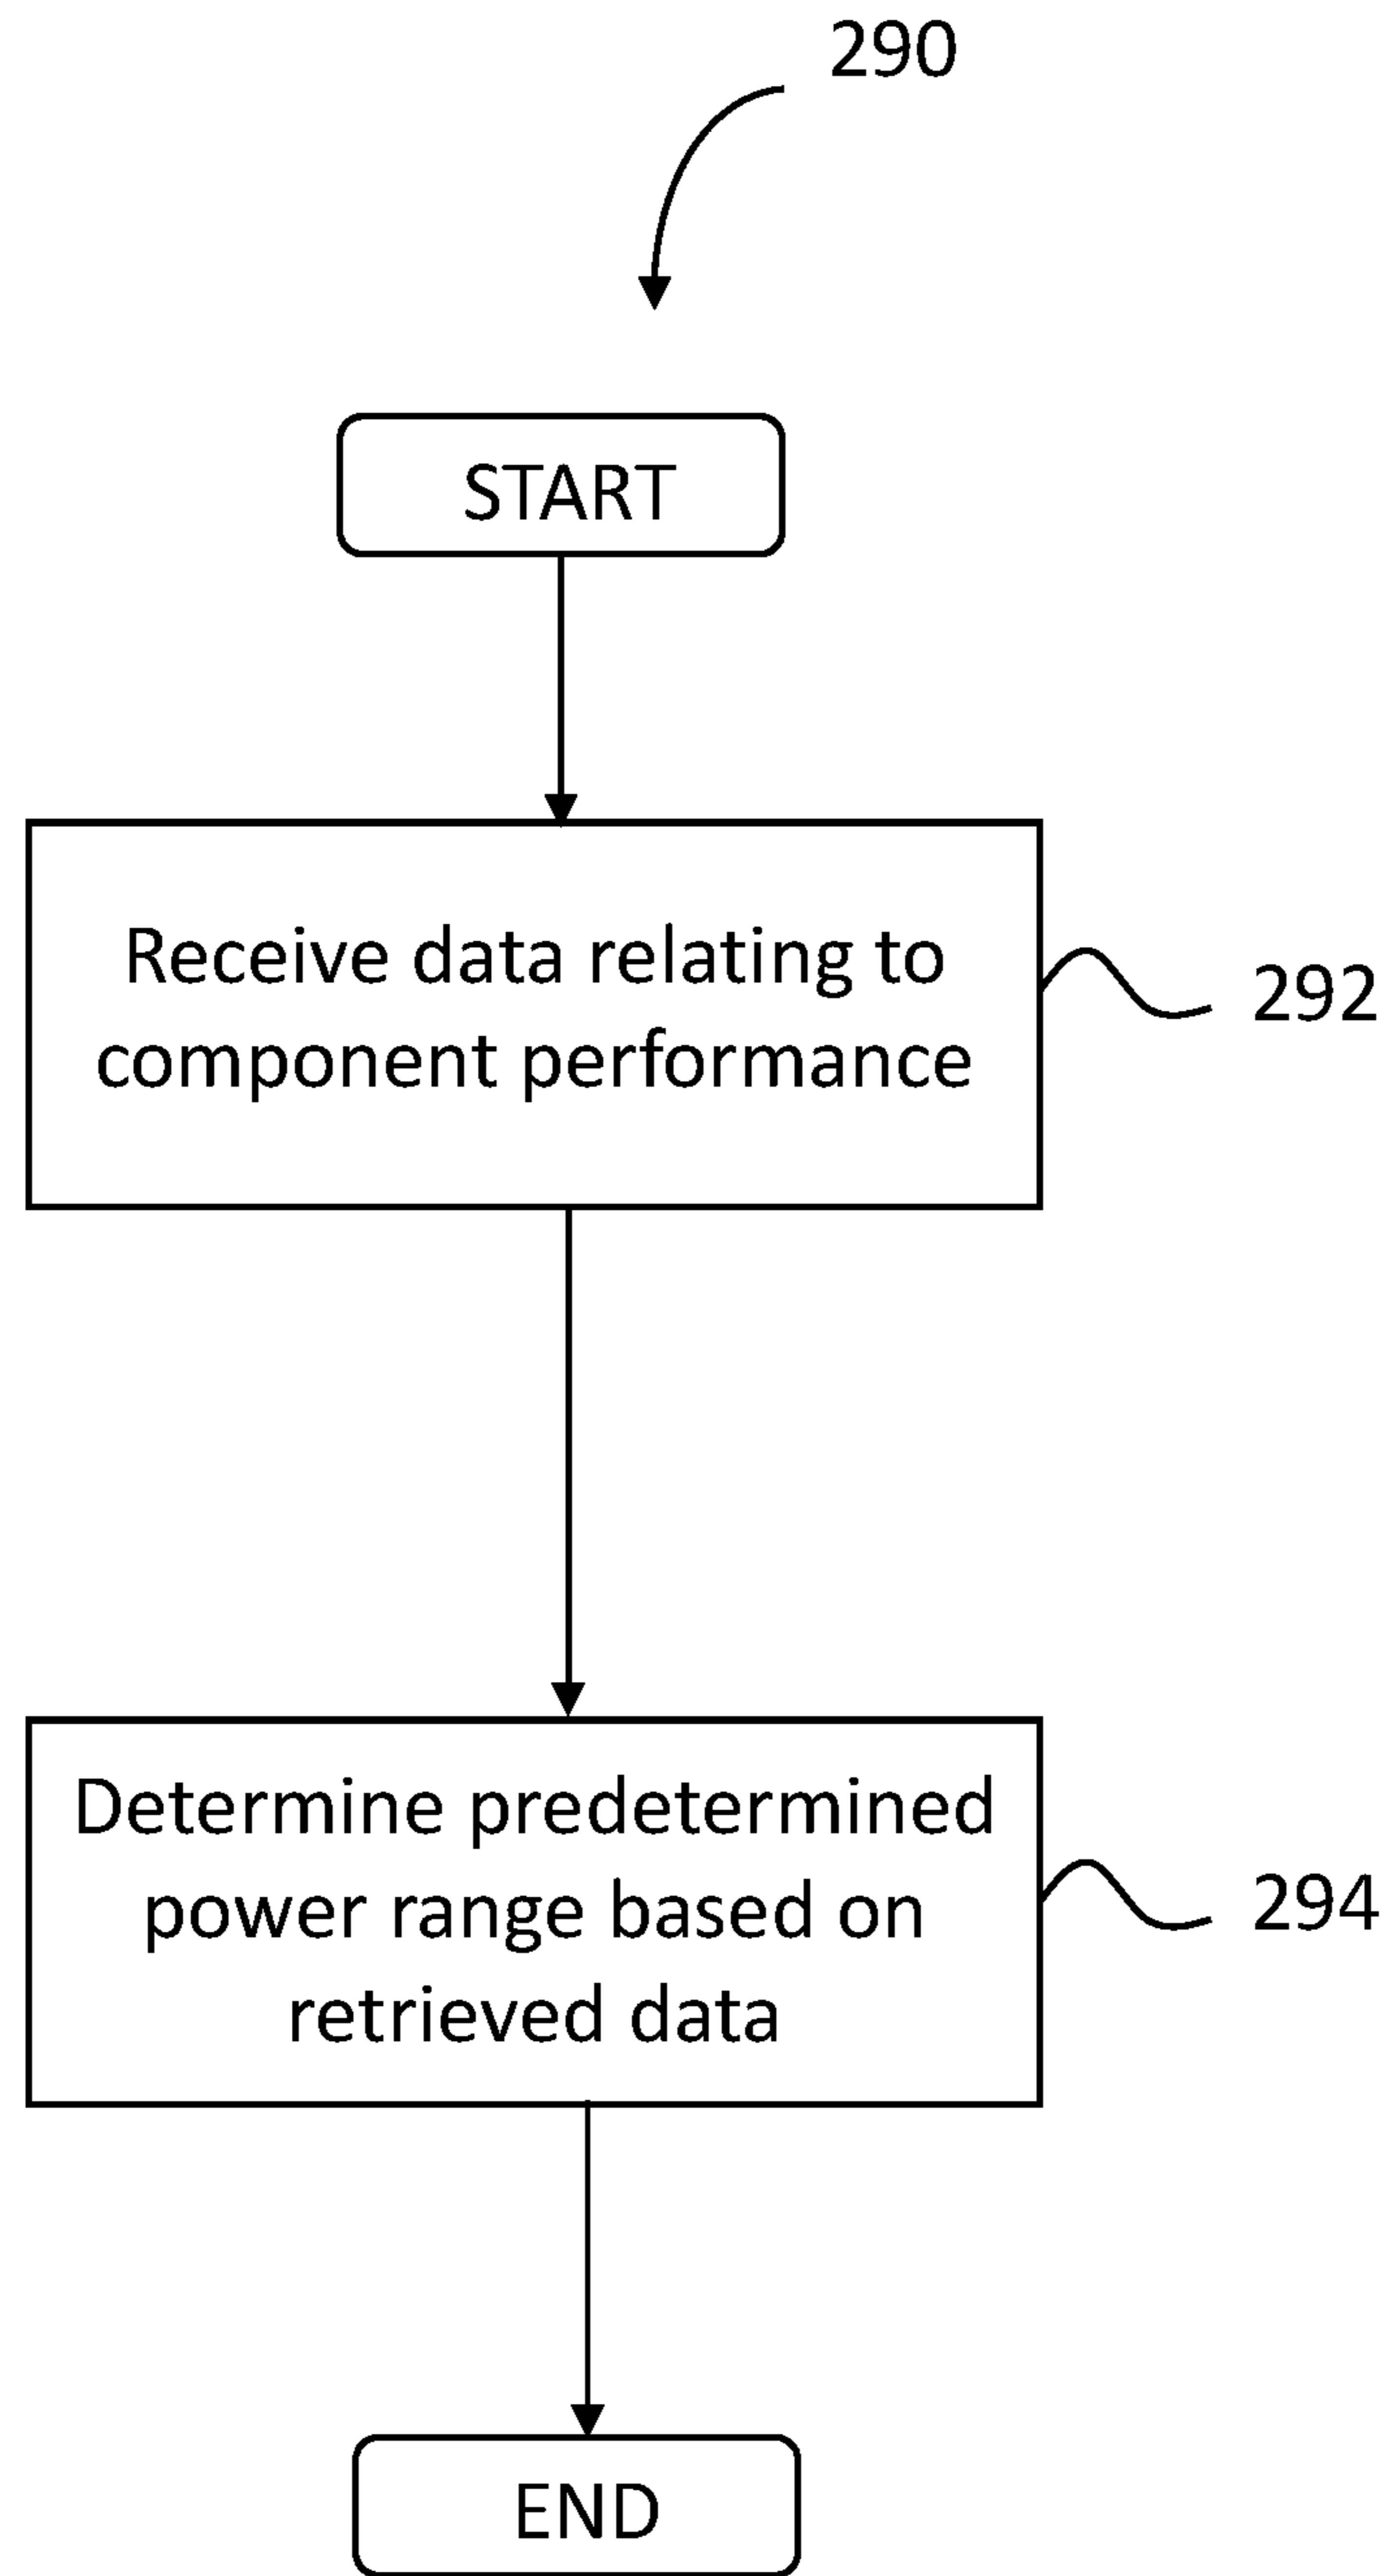 290
START
Receive data relating to
component performance
292
Determine predetermined
power range based on
retrieved data
294
END